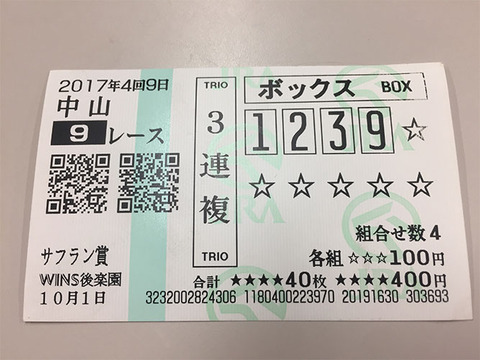 2017年4回9日
中山
9レース
サフラン賞
WINS後楽園
10月1日
TRIO
3連複
TRIO
ボックス BOX
1 2 3 9 ☆
☆ ☆ ☆ ☆ ☆
組合せ数4
各組 ☆☆☆100円
合計 ★★★★40枚 ★★★★400円
3232002824306 1180400223970 20191630 303693
JRA